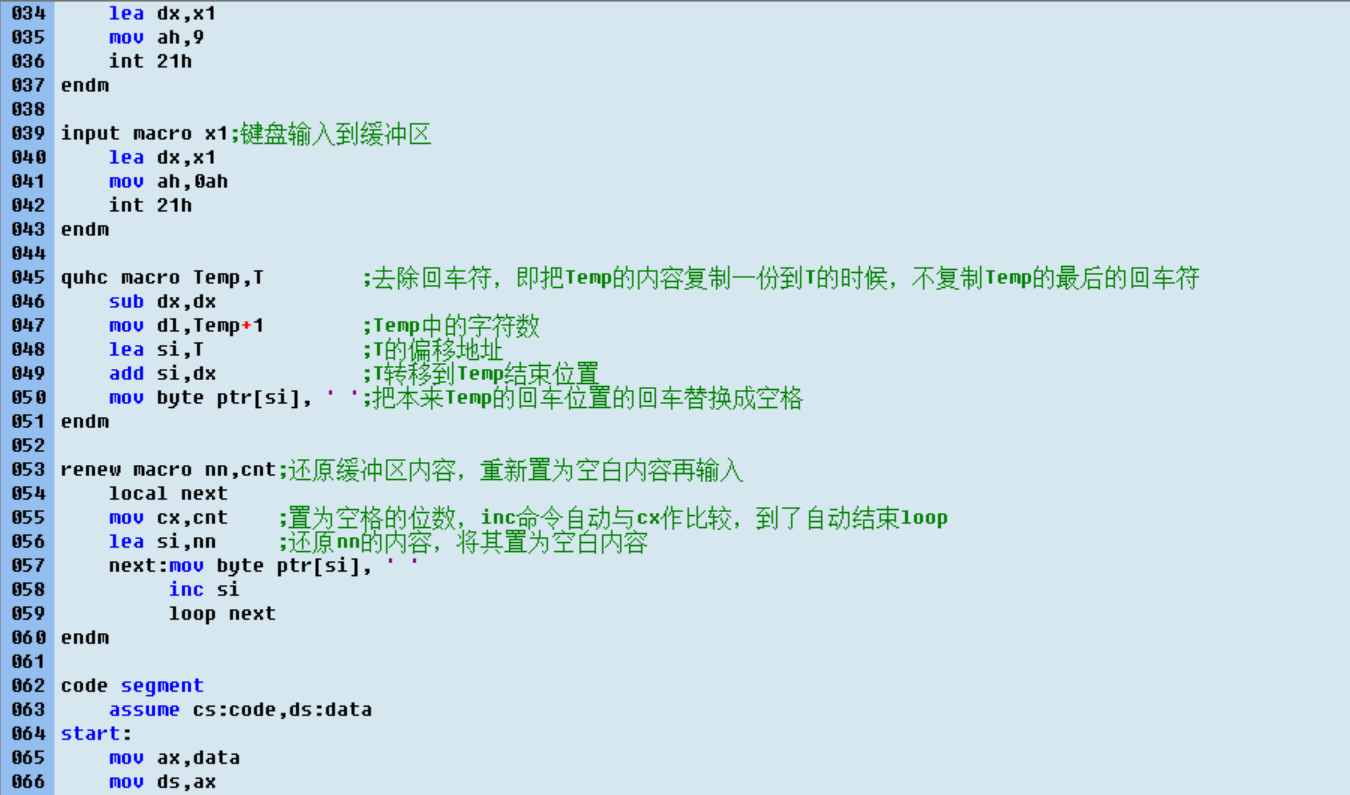 034     lea dx,x1
035     mov ah,9
036     int 21h
037 endm
038
039 input macro x1;键盘输入到缓冲区
040     lea dx,x1
041     mov ah,0ah
042     int 21h
043 endm
044
045 quhc macro Temp,T        ;去除回车符，即把Temp的内容复制一份到T的时候，不复制Temp的最后的回车符
046     sub dx,dx
047     mov dl,Temp+1        ;Temp中的字符数
048     lea si,T             ;T的偏移地址
049     add si,dx            ;T转移到Temp结束位置
050     mov byte ptr[si], ' ';把本来Temp的回车位置的回车替换成空格
051 endm
052
053 renew macro nn,cnt;还原缓冲区内容，重新置为空白内容再输入
054     local next
055     mov cx,cnt    ;置为空格的位数，inc命令自动与cx作比较，到了自动结束loop
056     lea si,nn     ;还原nn的内容，将其置为空白内容
057     next:mov byte ptr[si], ' '
058          inc si
059          loop next
060 endm
061
062 code segment
063     assume cs:code,ds:data
064 start:
065     mov ax,data
066     mov ds,ax